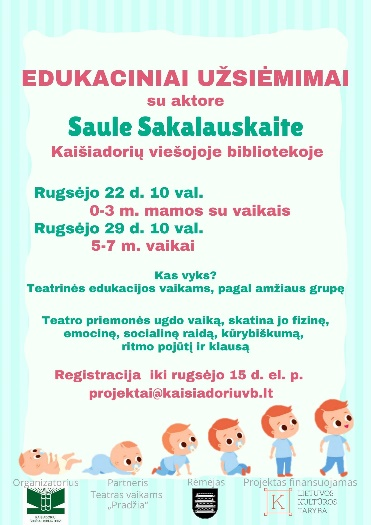 EDUKACINIAI UŽSIĖMIMAI
su aktore
Saule Sakalauskaite
Kaišiadorių viešojoje bibliotekoje
Rugsėjo 22 d. 10 val.
0-3 m. mamos su vaikais
Rugsėjo 29 d. 10 val.
5-7 m. vaikai
Kas vyks?
Teatrinės edukacijos vaikams, pagal amžiaus grupę
Teatro priemonės ugdo vaiką, skatina jo fizinę,
emocinę, socialinę raidą, kūrybiškumą,
ritmo pojūtį ir klausą
Registracija iki rugsėjo 15 d. el. p.
projektai@kaisiadoriuvb.lt
Organizatorius
Partneris
Rėmėjas
Projektas finansuojamas
Teatras vaikams
„Pradžia“
K
LIETUVOS
KULTŪROS
TARYBA